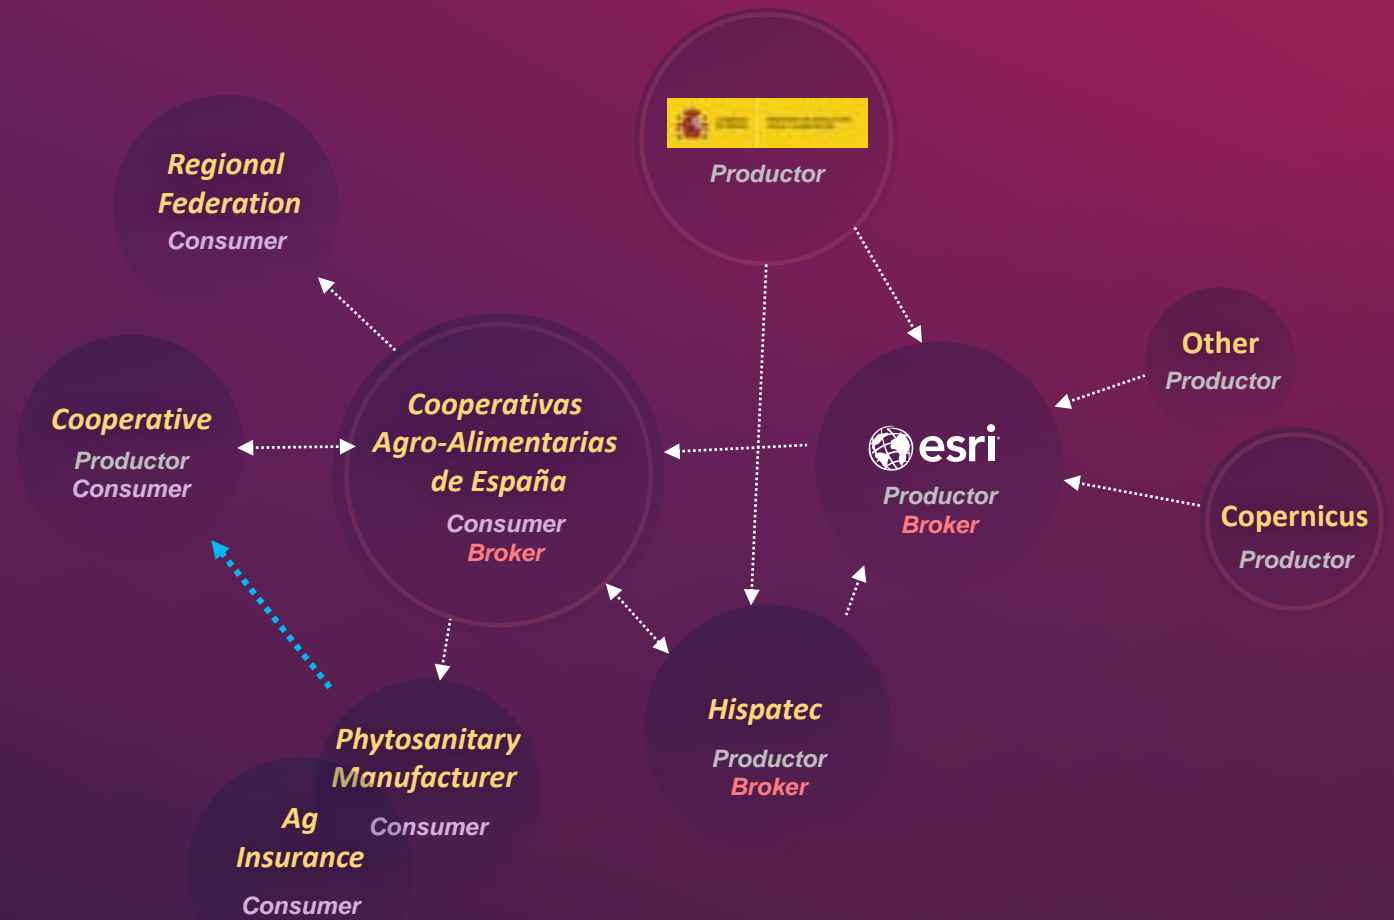 Productor
Regional
Federation
Consumer
Other
Productor
Cooperative
Productor
Consumer
Cooperativas
Agro-Alimentarias
de España
Consumer
Broker
esri
Productor
Broker
Copernicus
Productor
Hispatec
Productor
Broker
Phytosanitary
Manufacturer
Consumer
Ag
Insurance
Consumer